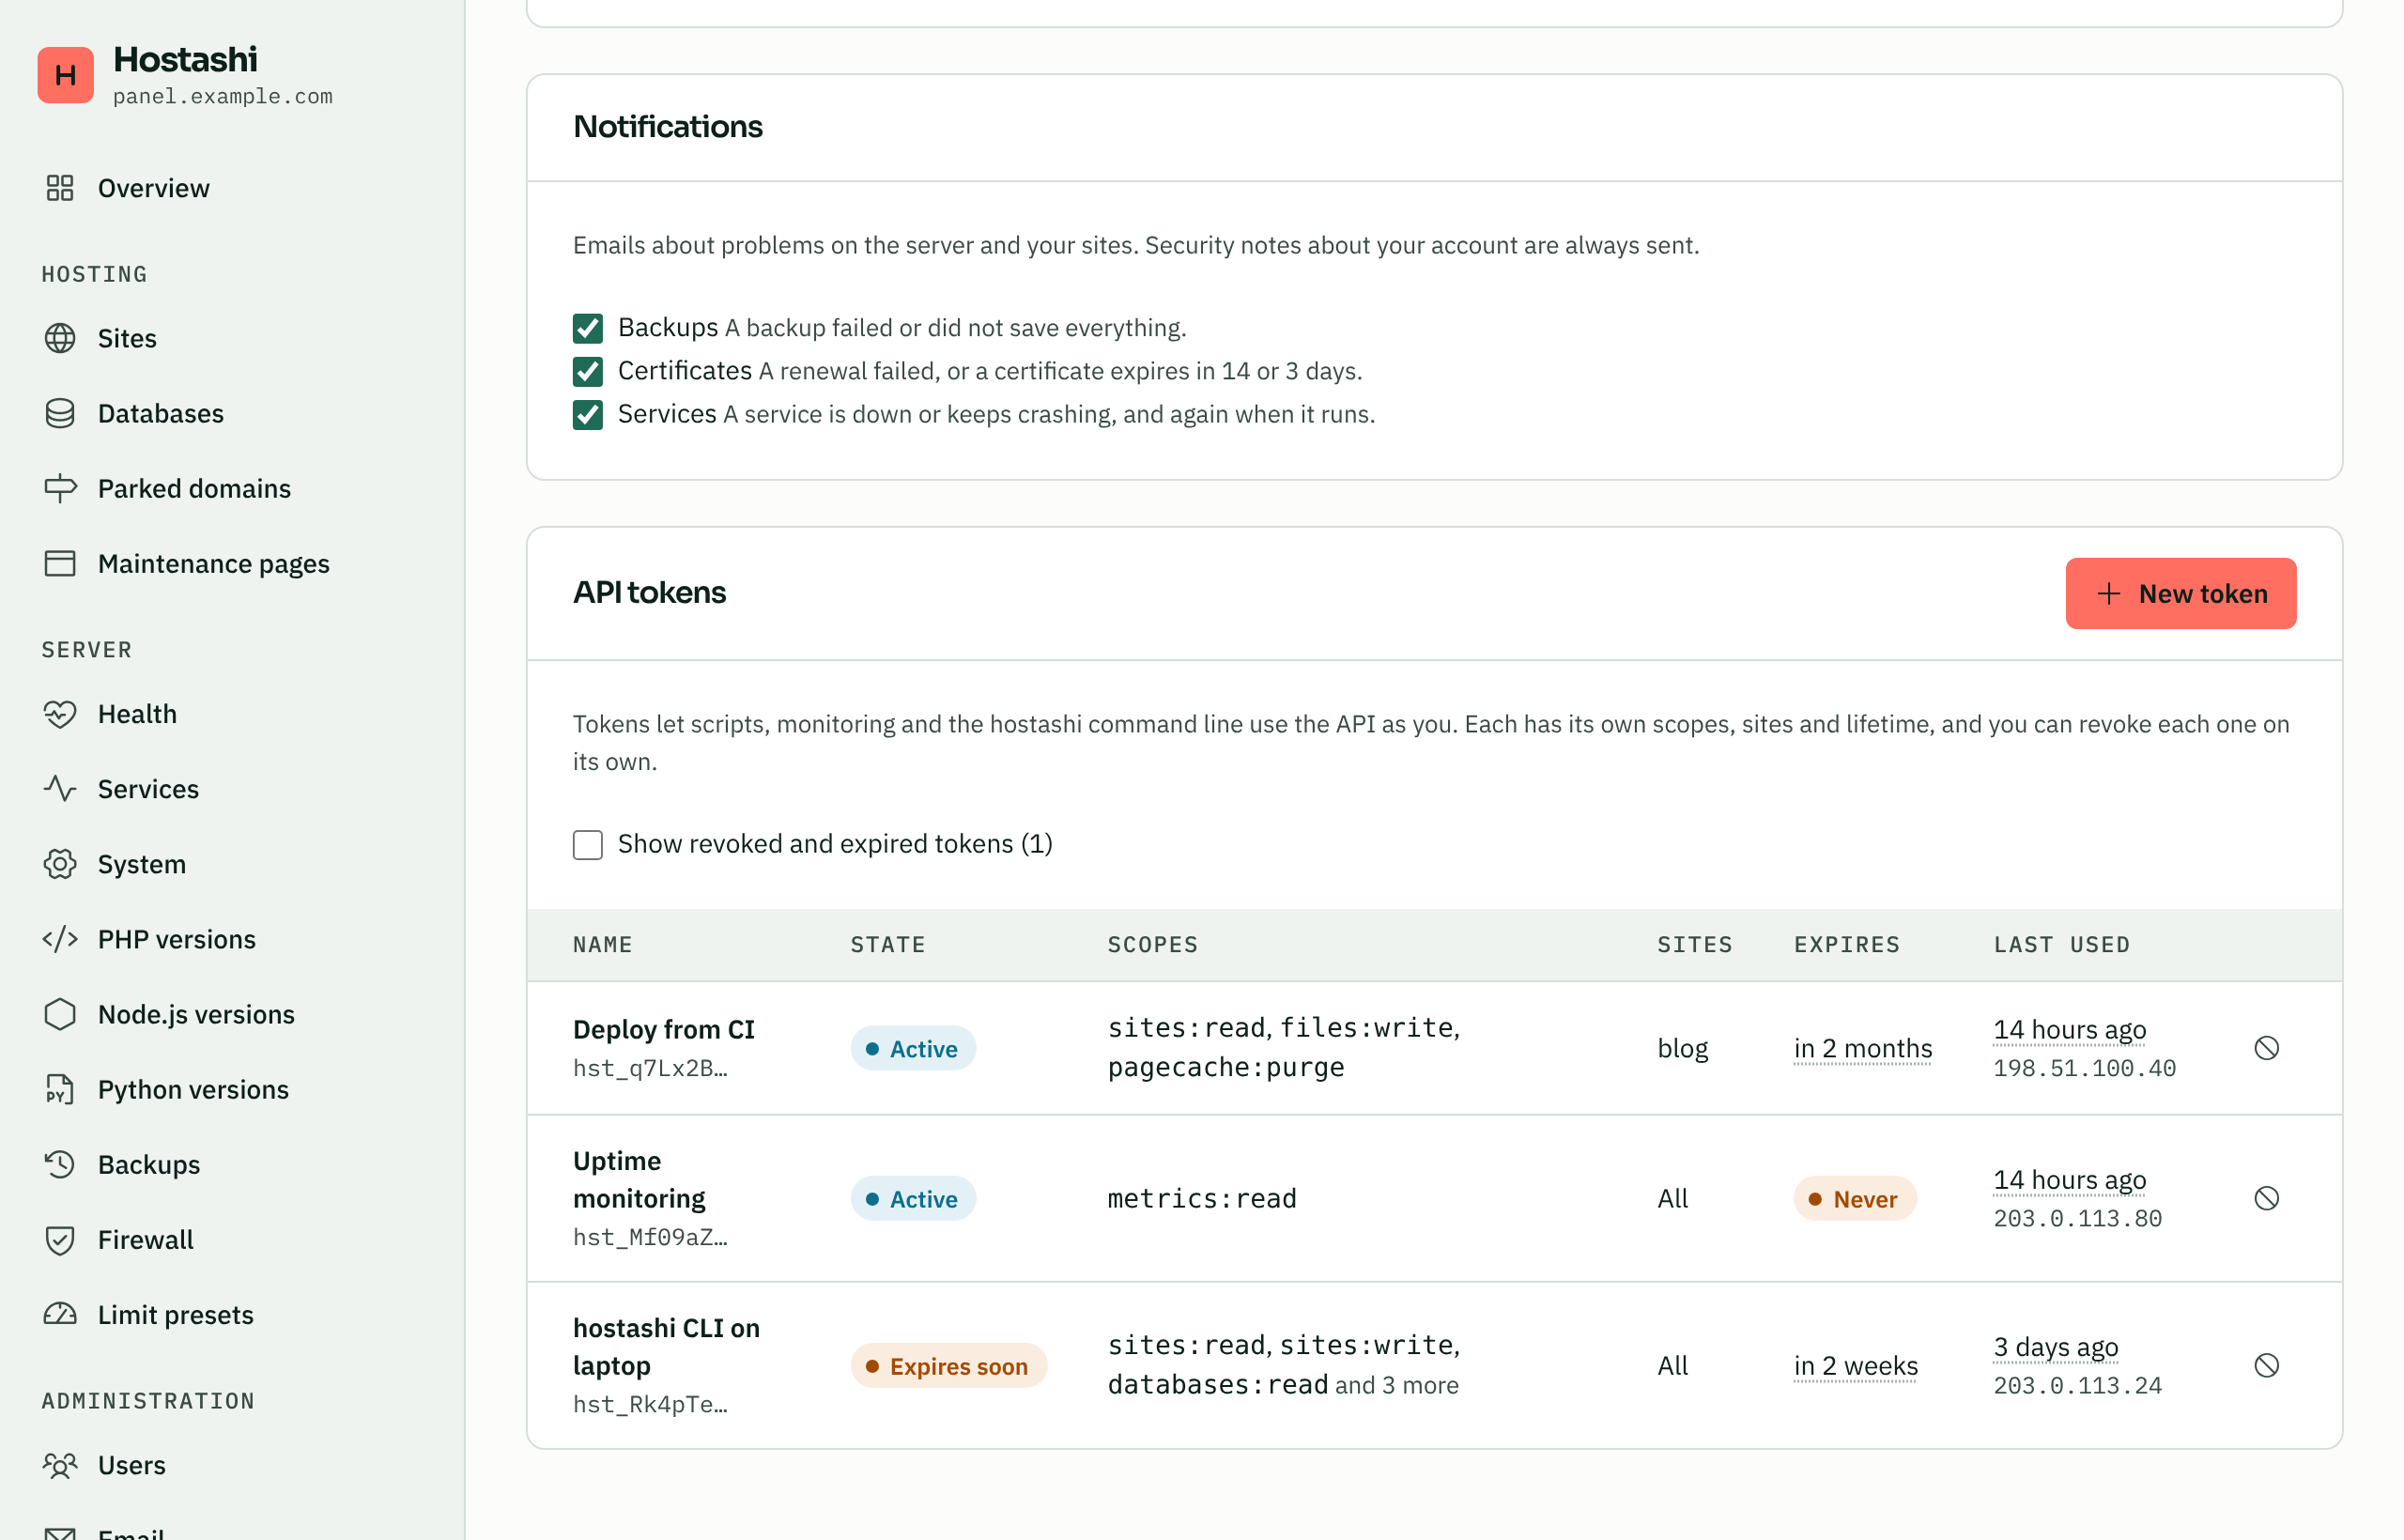 H
Hostashi
panel.example.com
Overview
HOSTING
Sites
Databases
Parked domains
Maintenance pages
SERVER
Health
Services
System
PHP versions
Node.js versions
PY
Python versions
Backups
Firewall
Limit presets
ADMINISTRATION
Users
Email
Notifications
Emails about problems on the server and your sites. Security notes about your account are always sent.
Backups A backup failed or did not save everything.
Certificates A renewal failed, or a certificate expires in 14 or 3 days.
Services A service is down or keeps crashing, and again when it runs.
API tokens
New token
Tokens let scripts, monitoring and the hostashi command line use the API as you. Each has its own scopes, sites and lifetime, and you can revoke each one on
its own.
Show revoked and expired tokens (1)
NAME STATE SCOPES SITES EXPIRES LAST USED
Deploy from CI
hst_q7Lx2B…
Active
sites:read, files:write,
pagecache:purge
blog
in 2 months
14 hours ago
198.51.100.40
Uptime
monitoring
hst_Mf09aZ…
Active
metrics:read
All
Never
14 hours ago
203.0.113.80
hostashi CLI on
laptop
hst_Rk4pTe…
Expires soon
sites:read, sites:write,
databases:read and 3 more
All
in 2 weeks
3 days ago
203.0.113.24